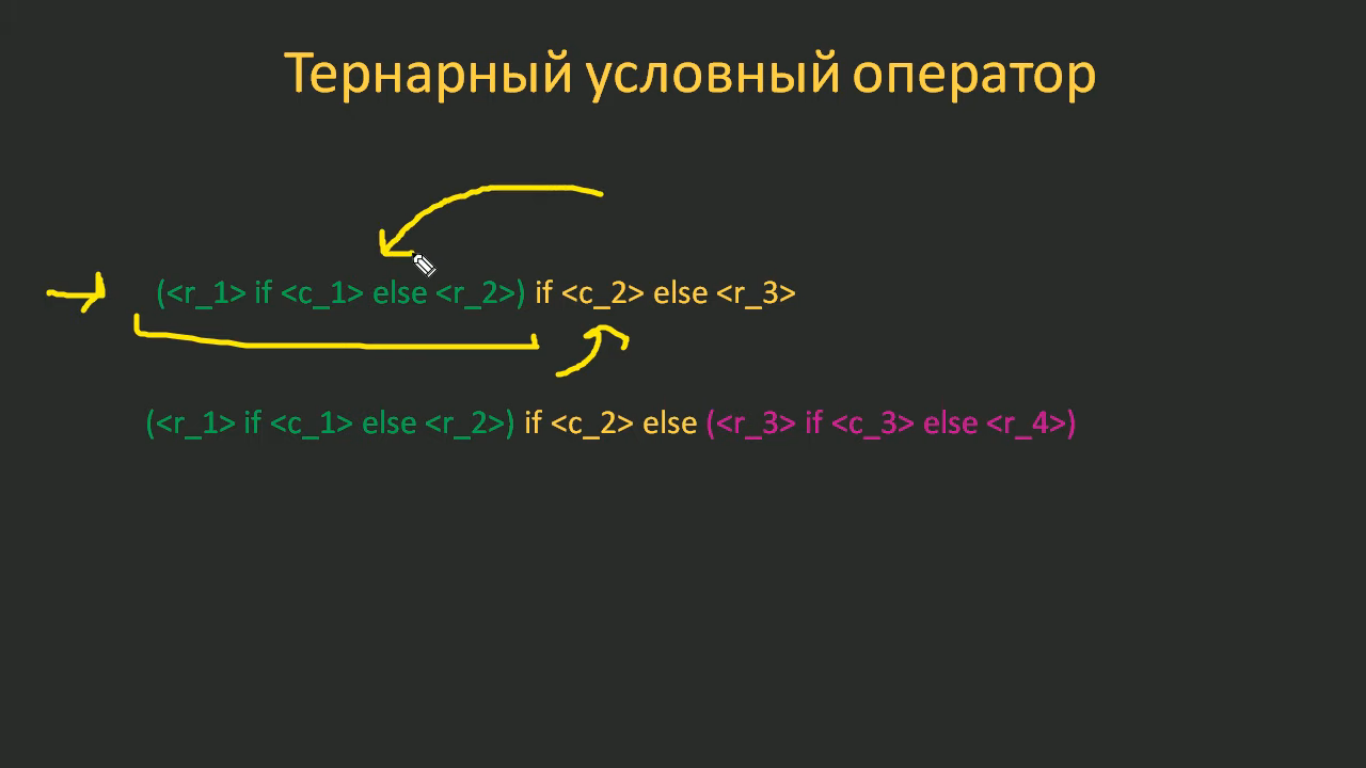 Тернарный условный оператор
(<r_1> if <c_1> else <r_2>) if <c_2> else <r_3>
(<r_1> if <c_1> else <r_2>) if <c_2> else (<r_3> if <c_3> else <r_4>)